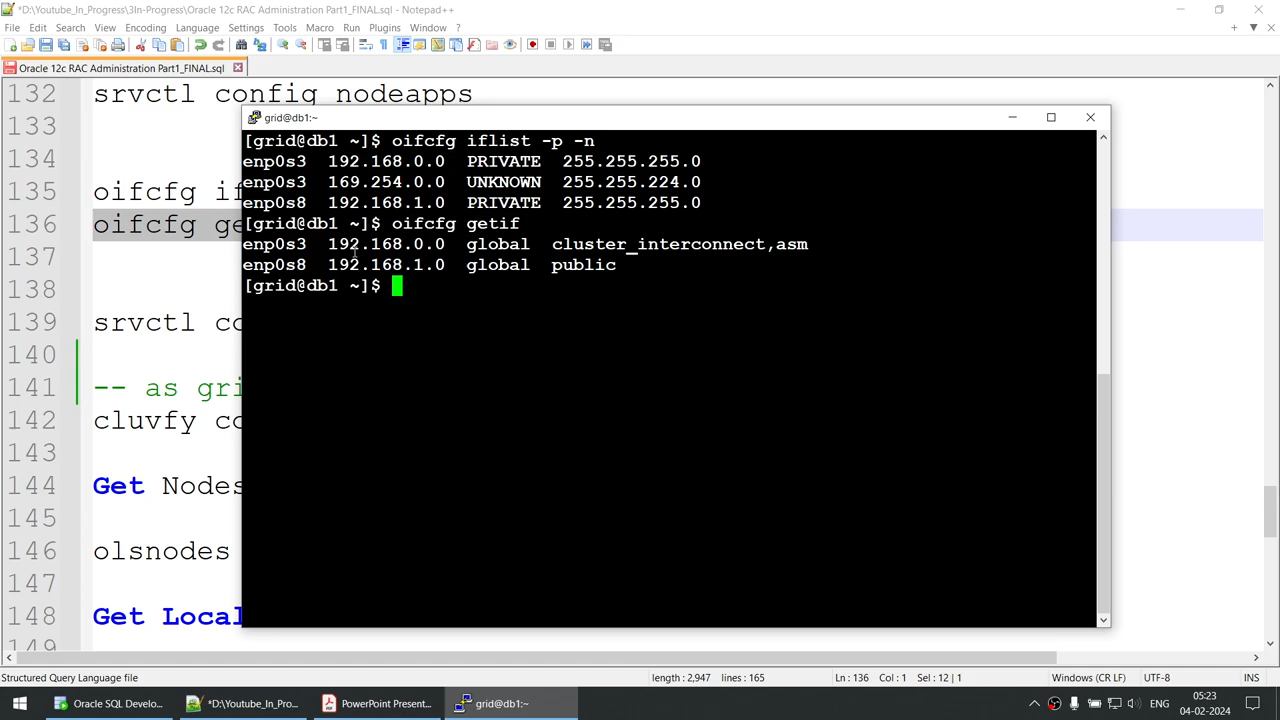 *D:\Youtube_In_Progress\3In-Progress\Oracle 12c RAC Administration Part1_FINAL.sql - Notepad++
File Edit Search View Encoding Language Settings Tools Macro Run Plugins Window ?
Oracle 12c RAC Administration Part1_FINAL.sql
132 srvctl config nodeapps
133
134
135 oifcfg if
136 oifcfg ge
137
138
139 srvctl co
140
141 -- as gri
142 cluvfy co
143
144 Get Nodes
145
146 olsnodes
147
148 Get Local
149
grid@db1:~
[grid@db1 ~]$ oifcfg iflist -p -n
enp0s3 192.168.0.0 PRIVATE 255.255.255.0
enp0s3 169.254.0.0 UNKNOWN 255.255.224.0
enp0s8 192.168.1.0 PRIVATE 255.255.255.0
[grid@db1 ~]$ oifcfg getif
enp0s3 192.168.0.0 global cluster_interconnect,asm
enp0s8 192.168.1.0 global public
[grid@db1 ~]$
Structured Query Language file length : 2,947 lines : 165 Ln : 136 Col : 1 Sel : 12 | 1 Windows (CR LF) UTF-8 INS
Oracle SQL Develo... *D:\Youtube_In_Pro... PowerPoint Present... grid@db1:~ ENG 05:23
04-02-2024